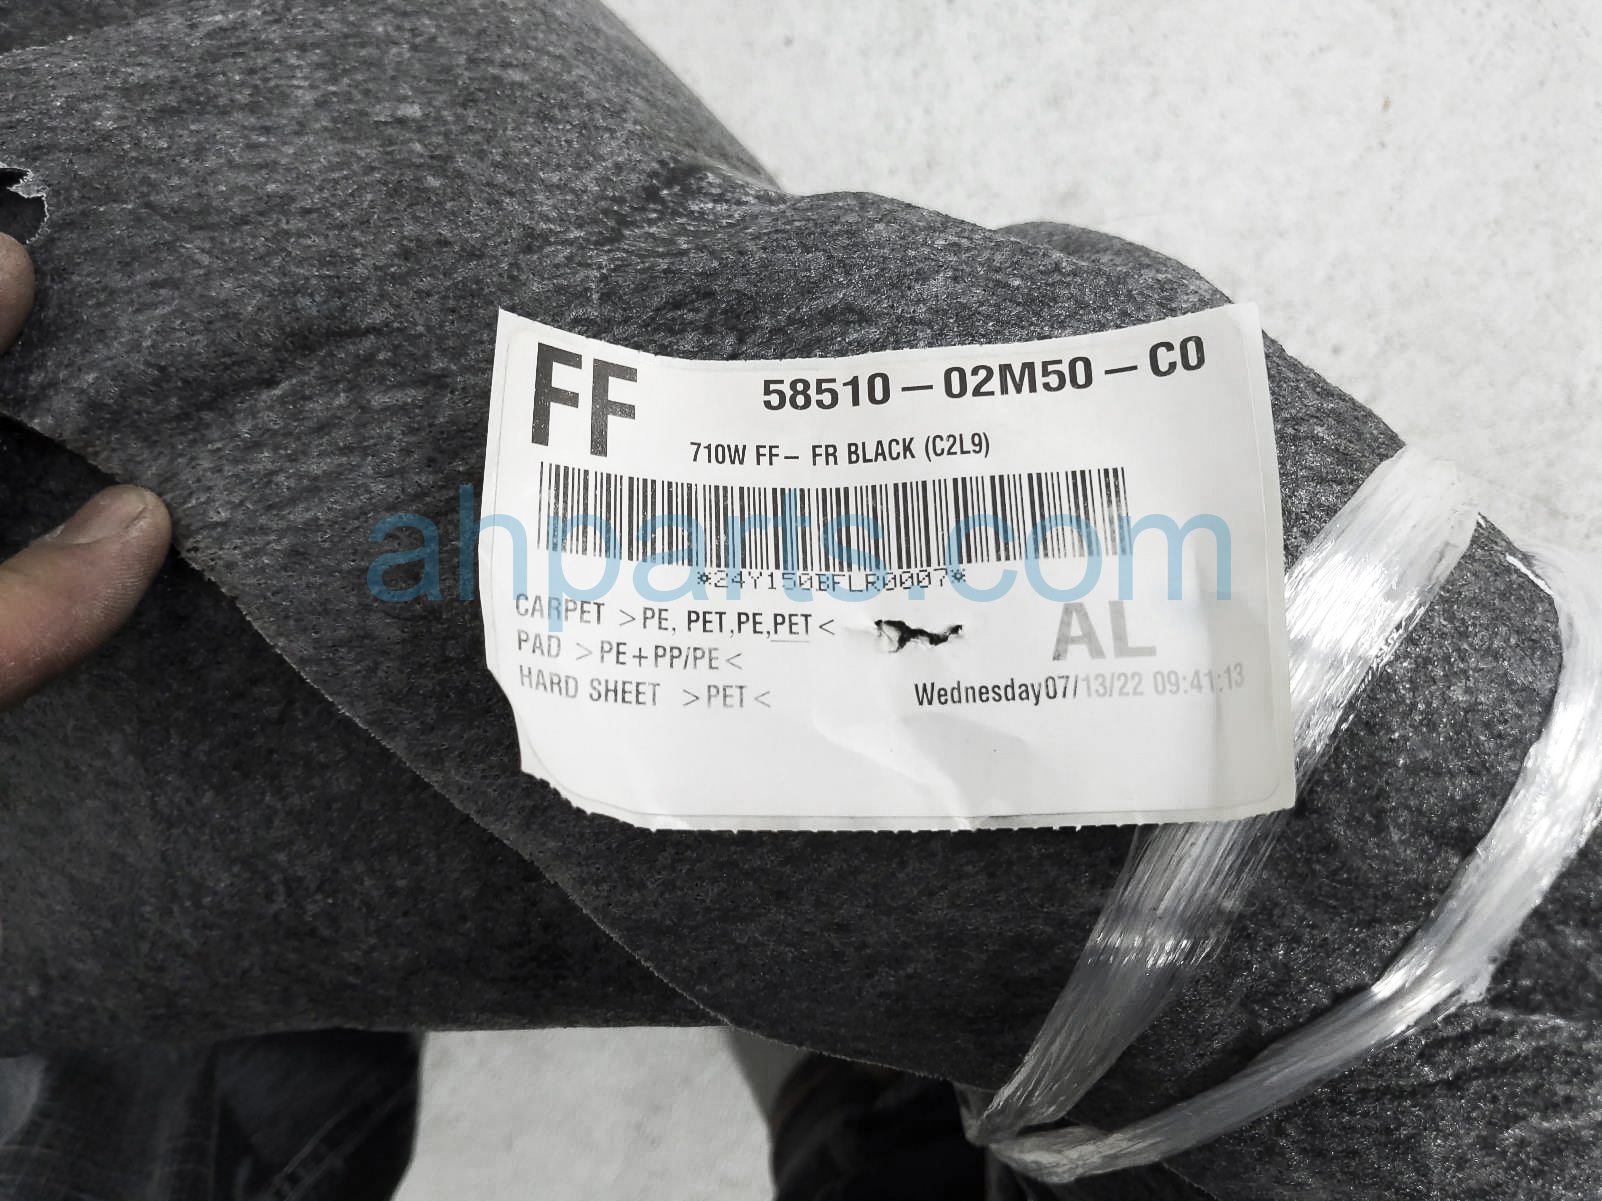 FF
58510-02M50-C0
710W FF- FR BLACK (C2L9)
ahparts.com
*24Y150BFLR0007*
CARPET >PE, PET,PE,PET<
PAD >PE+PP/PE<
HARD SHEET >PET<
AL
Wednesday07/13/22 09:41:13